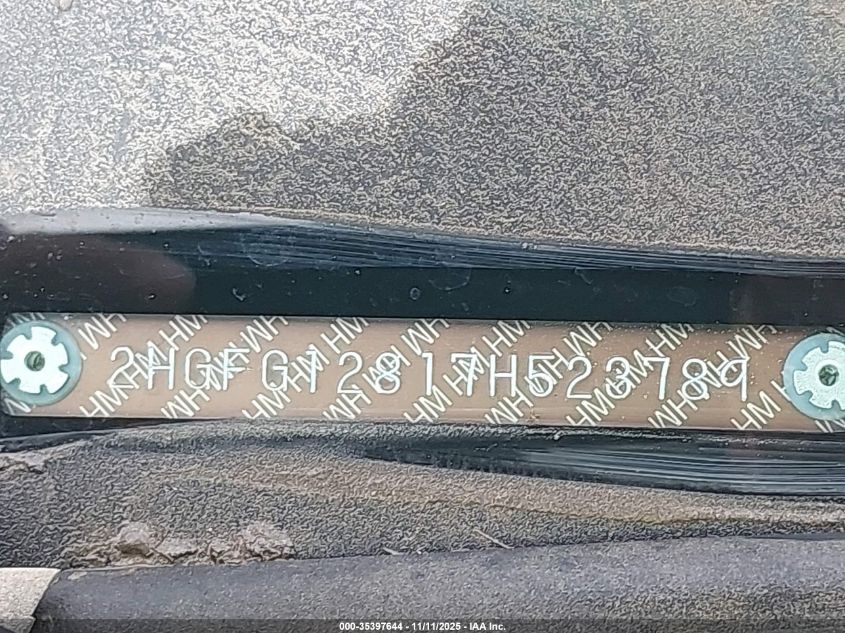 2HGFG12817H523789
000-35397644 - 11/11/2025 - IAA Inc.